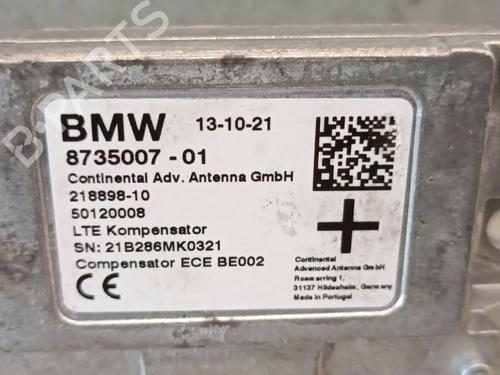 BMW 13-10-21
8735007-01
Continental Adv. Antenna GmbH
218898-10
50120008
LTE Kompensator
SN: 21B286MK0321
Compensator ECE BE002
CE
Continental
Advanced Antenna GmbH
Roemerring 1,
31137 Hildesheim, Germany
Made in Portugal
B-PARTS